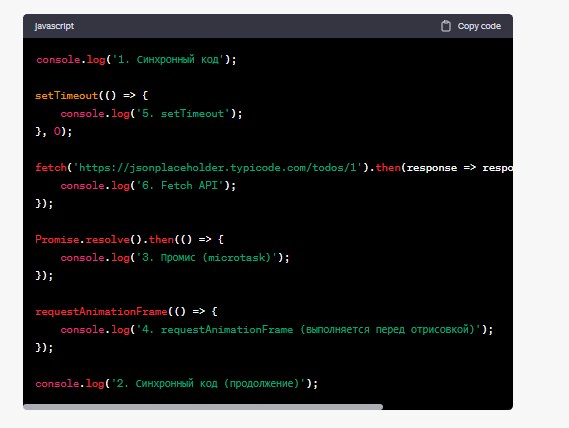 javascript
Copy code
console.log('1. Синхронный код');
setTimeout(() => {
console.log('5. setTimeout');
}, 0);
fetch('https://jsonplaceholder.typicode.com/todos/1').then(response => respo
console.log('6. Fetch API');
});
Promise.resolve().then(() => {
console.log('3. Промис (microtask)');
});
requestAnimationFrame(() => {
console.log('4. requestAnimationFrame (выполняется перед отрисовкой)');
});
console.log('2. Синхронный код (продолжение)');